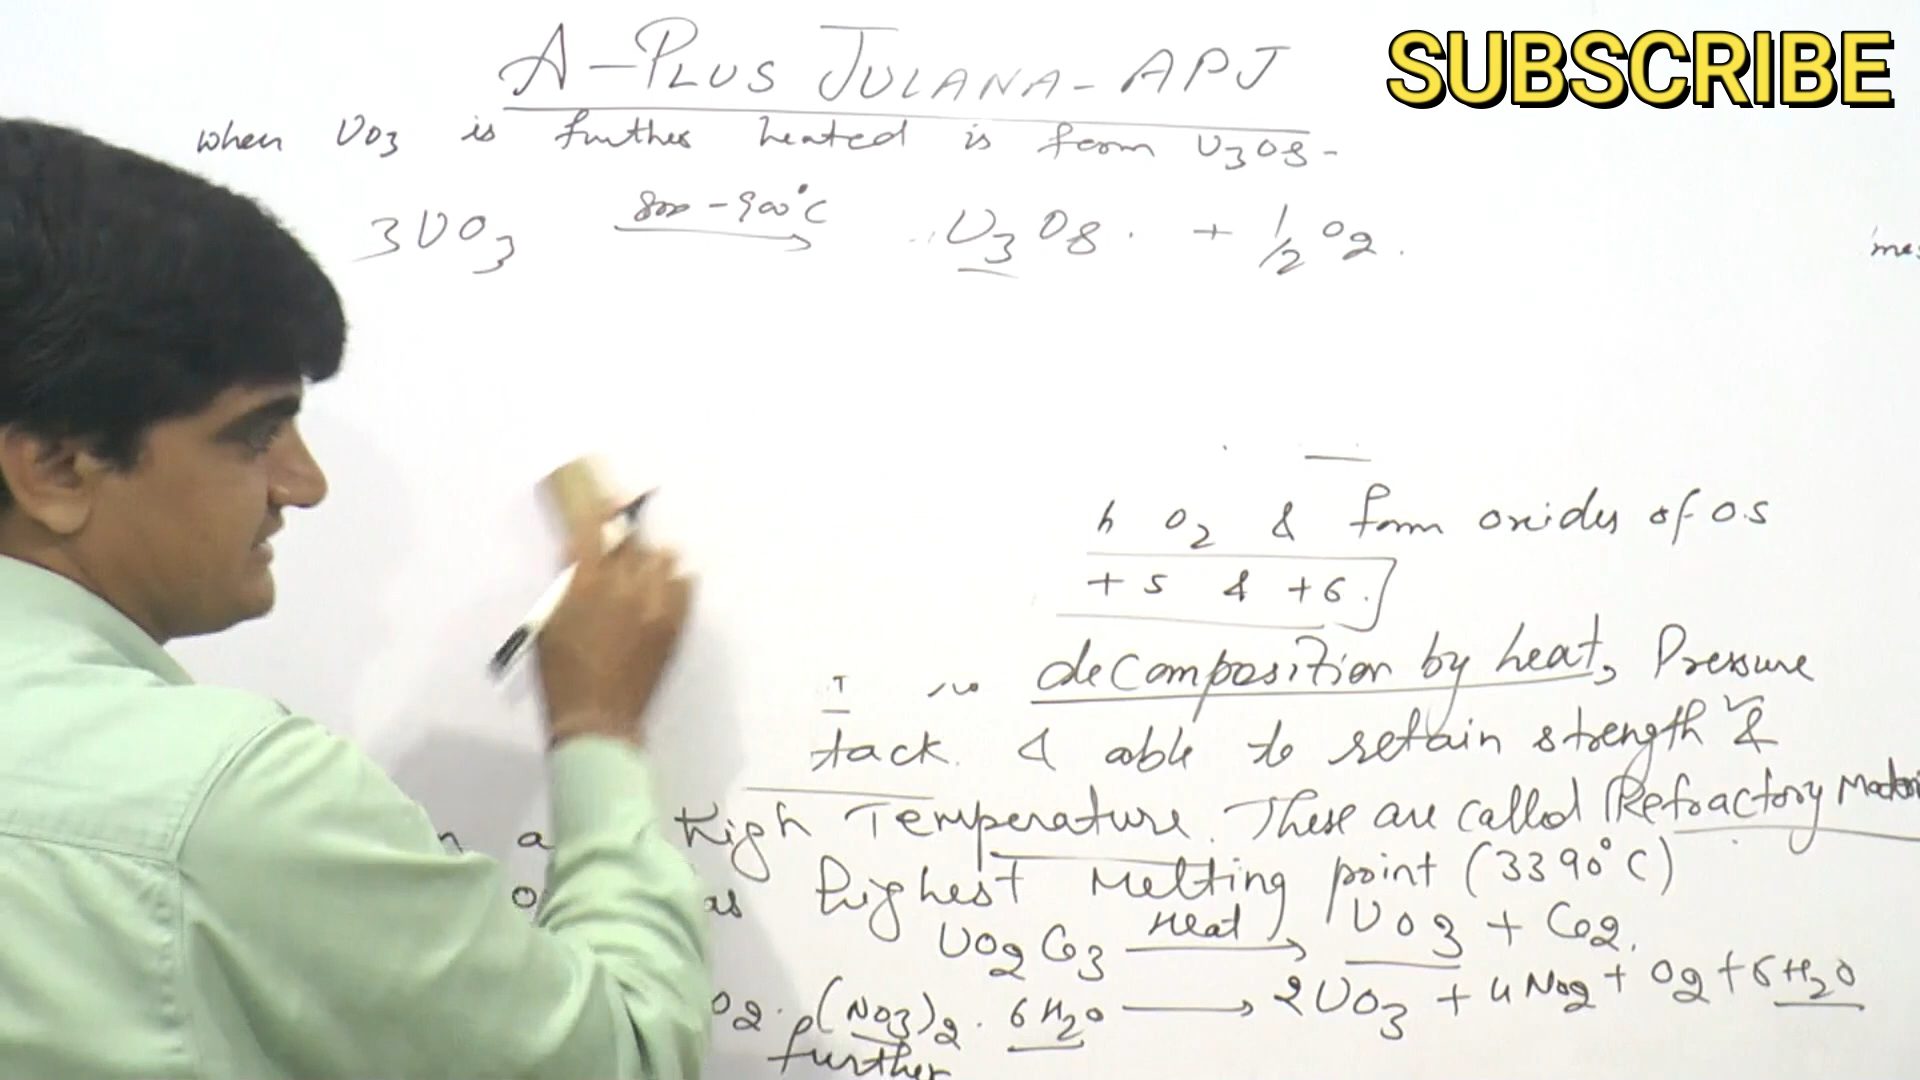 A-PLUS JULANA-APJ
SUBSCRIBE
when UO3 is further heated is form U3O8-
3UO3 800-900°C U3O8. + 1/2 O2.
h O2 & form oxides of O.S
+5 & +6.
decomposition by heat, Pressure
tack. & able to retain strength &
High Temperature. These are called Refractory
as highest melting point (3390°C)
UO2CO3 Heat UO3 + CO2.
O2.(NO3)2.6H2O → 2UO3 + 4NO2 + O2 + 6H2O
further